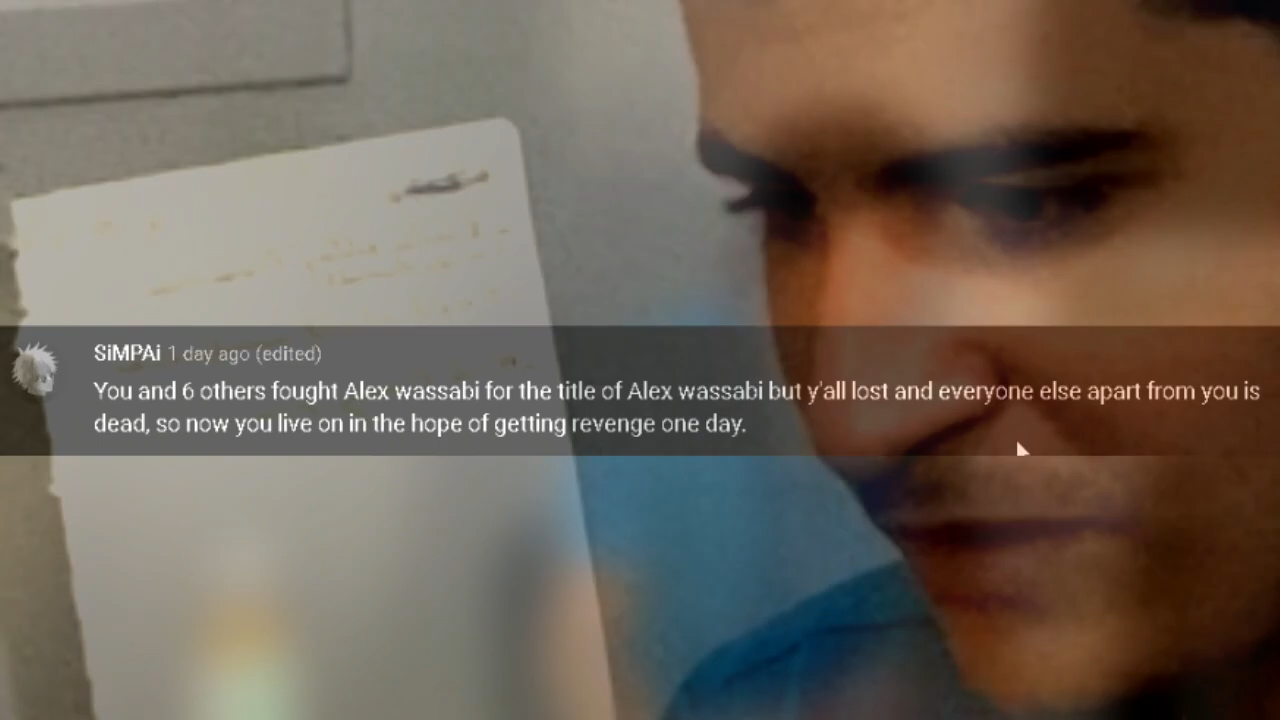 SiMPAi 1 day ago (edited)
You and 6 others fought Alex wassabi for the title of Alex wassabi but y'all lost and everyone else apart from you is
dead, so now you live on in the hope of getting revenge one day.